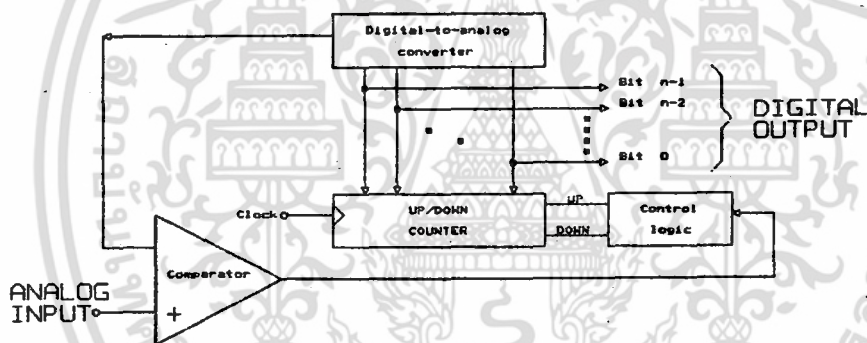 Digital-to-analog
converter
Bit n-1
Bit n-2
Bit 0
DIGITAL
OUTPUT
Clock
UP/DOWN
COUNTER
UP
DOWN
Control
logic
Comparator
+
ANALOG
INPUT